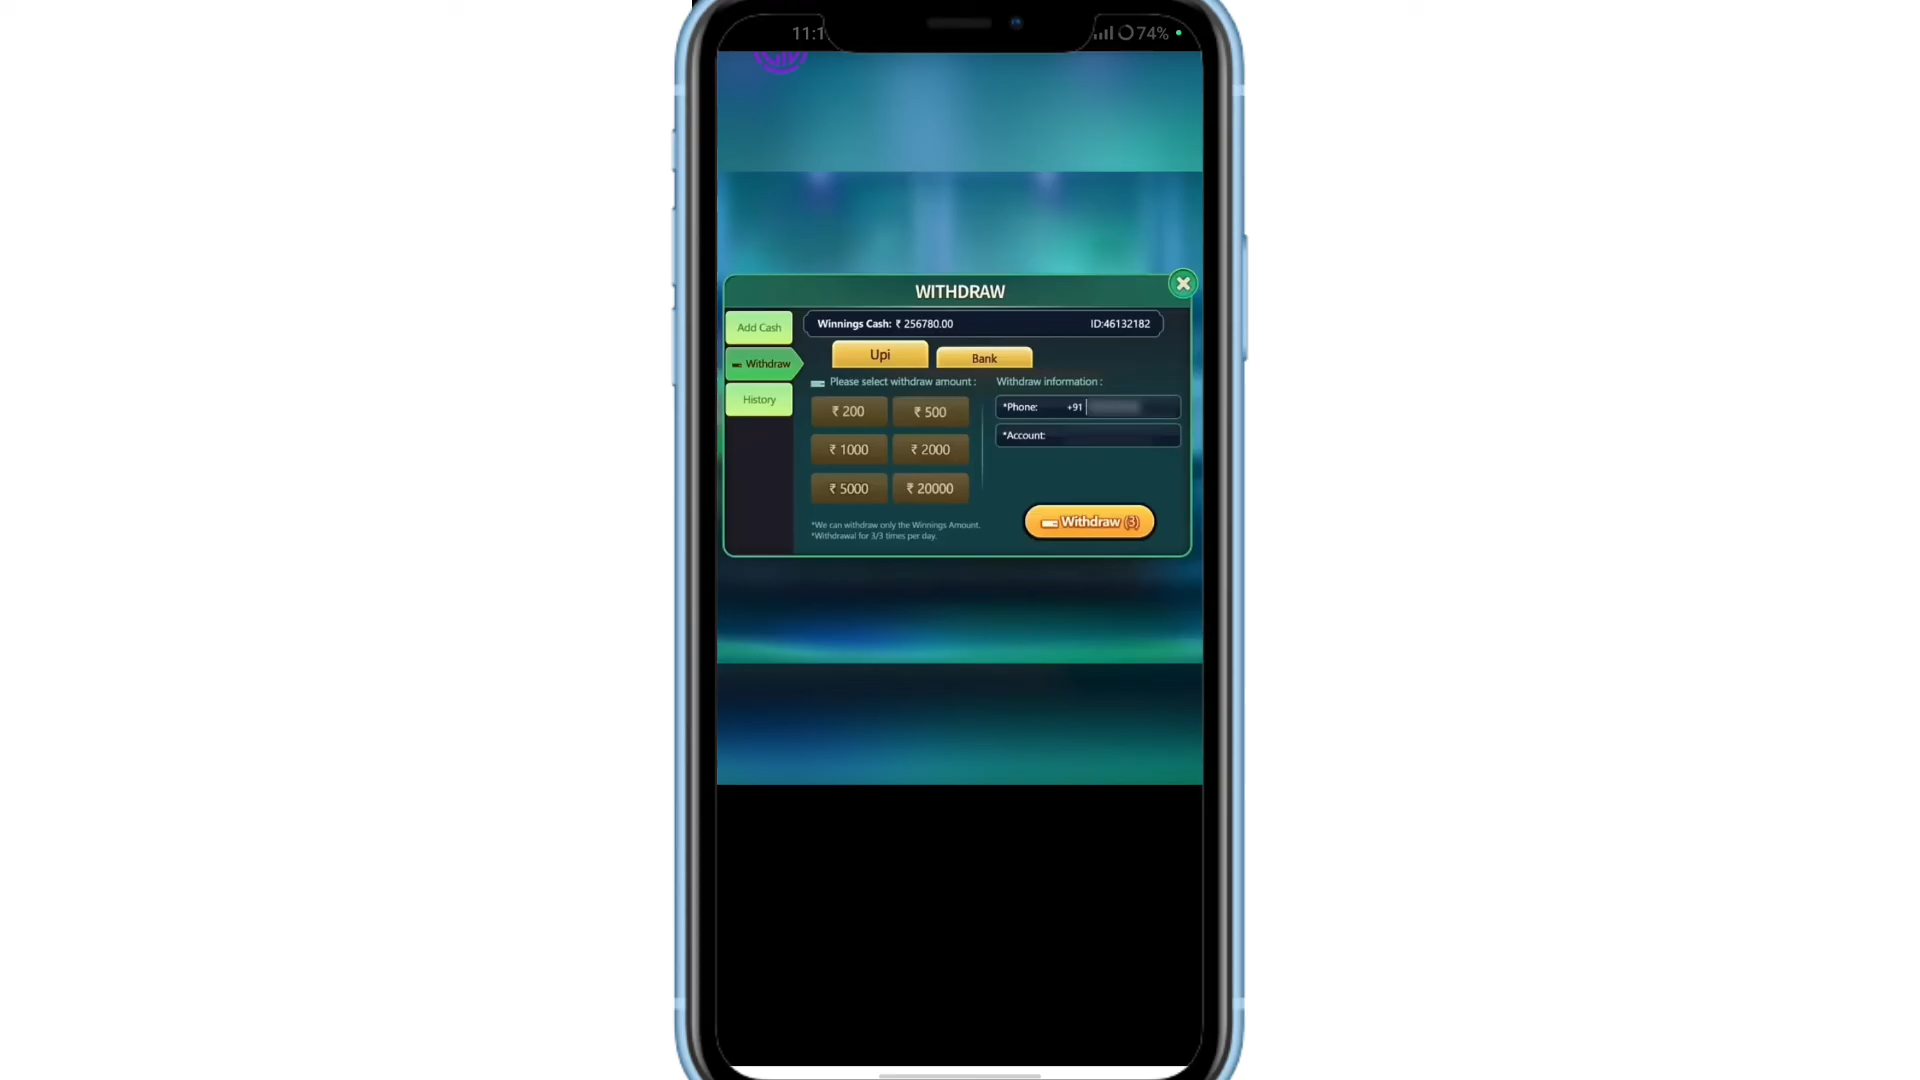 74%
WITHDRAW
Add Cash
Winnings Cash: ₹ 256780.00 ID:46132182
Upi Bank
Withdraw
Please select withdraw amount : Withdraw information :
History
₹ 200 ₹ 500
*Phone: +91
*Account:
₹ 1000 ₹ 2000
₹ 5000 ₹ 20000
*We can withdraw only the Winnings Amount.
*Withdrawal for 3/3 times per day.
Withdraw (3)